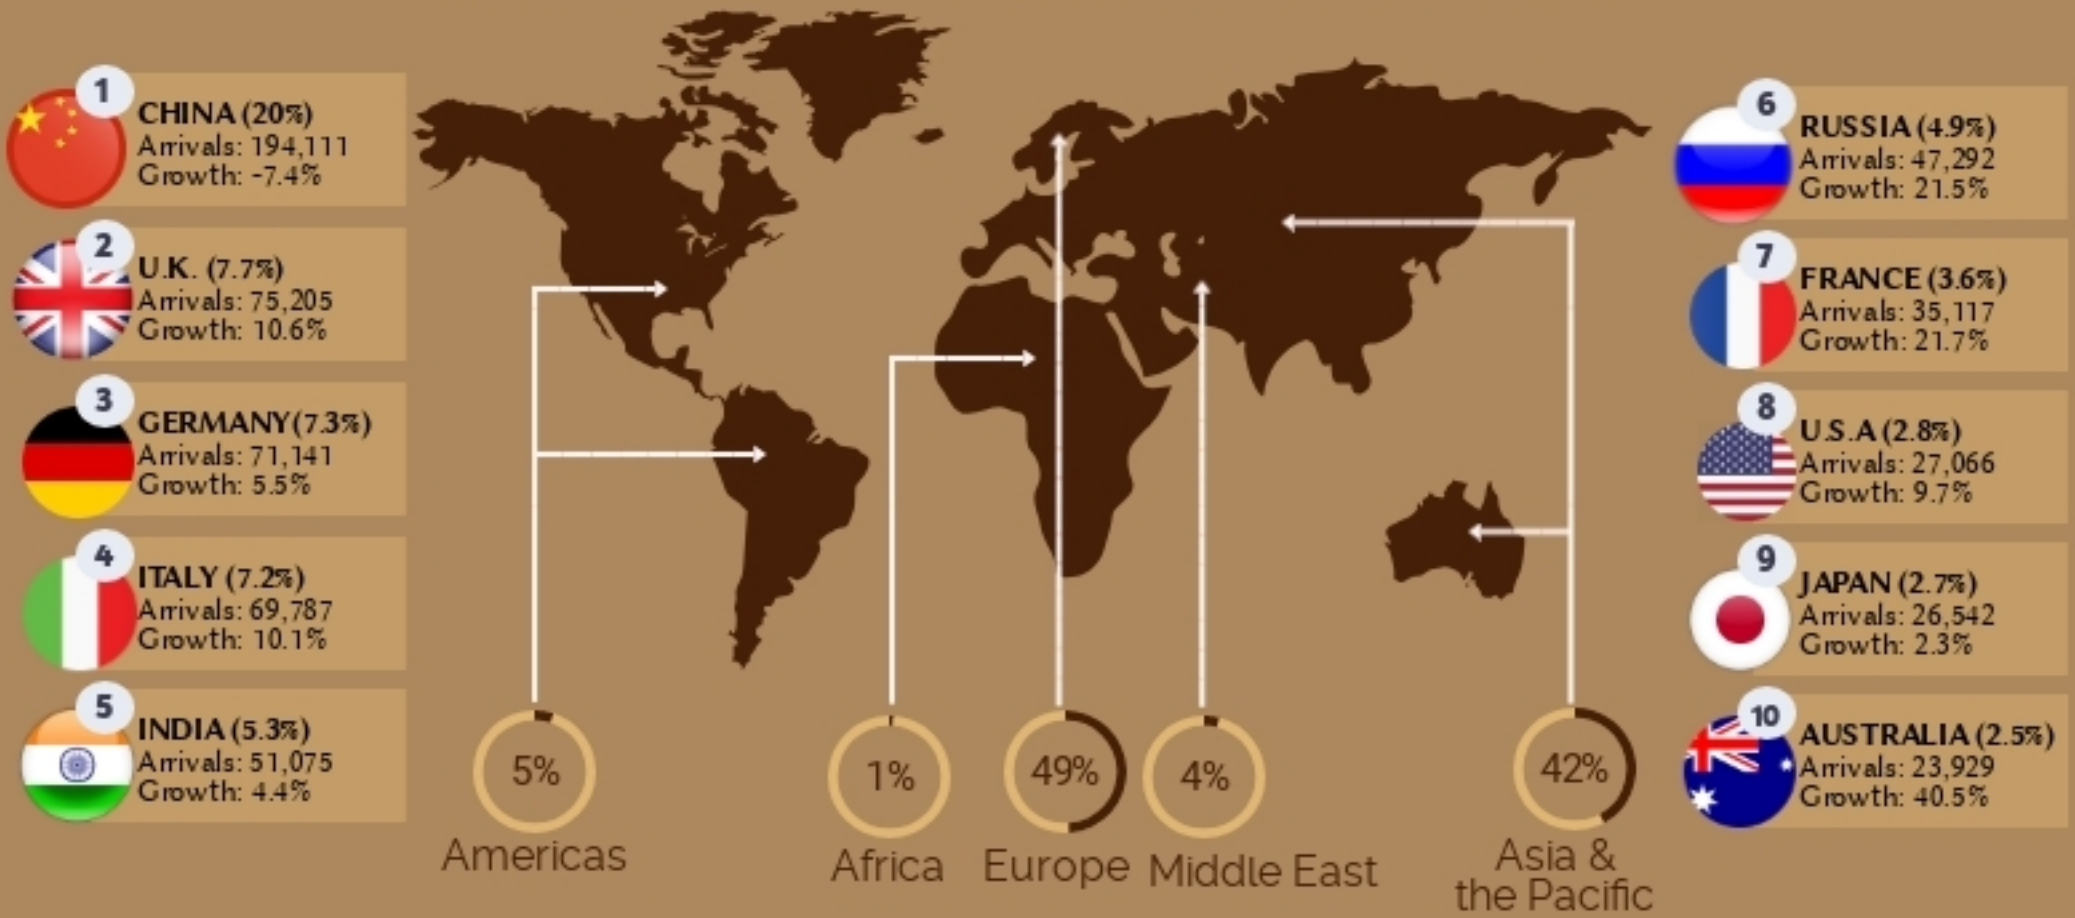 1
CHINA (20%)
Arrivals: 194,111
Growth: -7.4%
2
U.K. (7.7%)
Arrivals: 75,205
Growth: 10.6%
3
GERMANY(7.3%)
Arrivals: 71,141
Growth: 5.5%
4
ITALY (7.2%)
Arrivals: 69,787
Growth: 10.1%
5
INDIA (5.3%)
Arrivals: 51,075
Growth: 4.4%
5%
Americas
1%
Africa
49%
Europe
4%
Middle East
42%
Asia &
the Pacific
6
RUSSIA (4.9%)
Arrivals: 47,292
Growth: 21.5%
7
FRANCE (3.6%)
Arrivals: 35,117
Growth: 21.7%
8
U.S.A (2.8%)
Arrivals: 27,066
Growth: 9.7%
9
JAPAN (2.7%)
Arrivals: 26,542
Growth: 2.3%
10
AUSTRALIA (2.5%)
Arrivals: 23,929
Growth: 40.5%